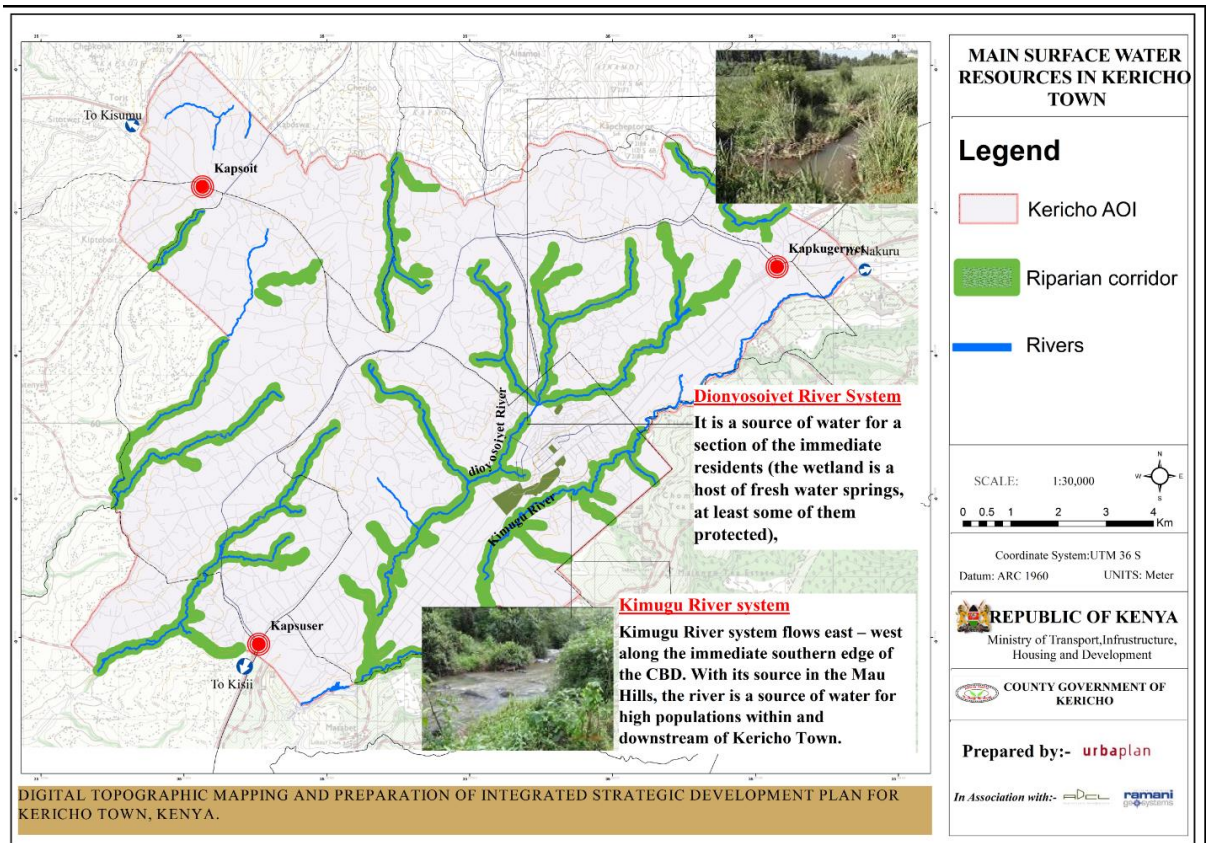 MAIN SURFACE WATER
RESOURCES IN KERICHO
TOWN
Legend
Kericho AOI
Riparian corridor
Rivers
SCALE: 1:30,000
N
W E
S
0 0.5 1 2 3 4
Km
Coordinate System:UTM 36 S
Datum: ARC 1960 UNITS: Meter
REPUBLIC OF KENYA
Ministry of Transport,Infrustructure,
Housing and Development
COUNTY GOVERNMENT OF
KERICHO
Prepared by:- urbaplan
In Association with:- ADCL ramani
geosystems
To Kisumu
Kapsoit
Kapkugerwet
To Nakuru
dioyosoiyet River
Kimugu River
Kapsuser
To Kisii
Dionyosoivet River System
It is a source of water for a
section of the immediate
residents (the wetland is a
host of fresh water springs,
at least some of them
protected),
Kimugu River system
Kimugu River system flows east – west
along the immediate southern edge of
the CBD. With its source in the Mau
Hills, the river is a source of water for
high populations within and
downstream of Kericho Town.
DIGITAL TOPOGRAPHIC MAPPING AND PREPARATION OF INTEGRATED STRATEGIC DEVELOPMENT PLAN FOR
KERICHO TOWN, KENYA.